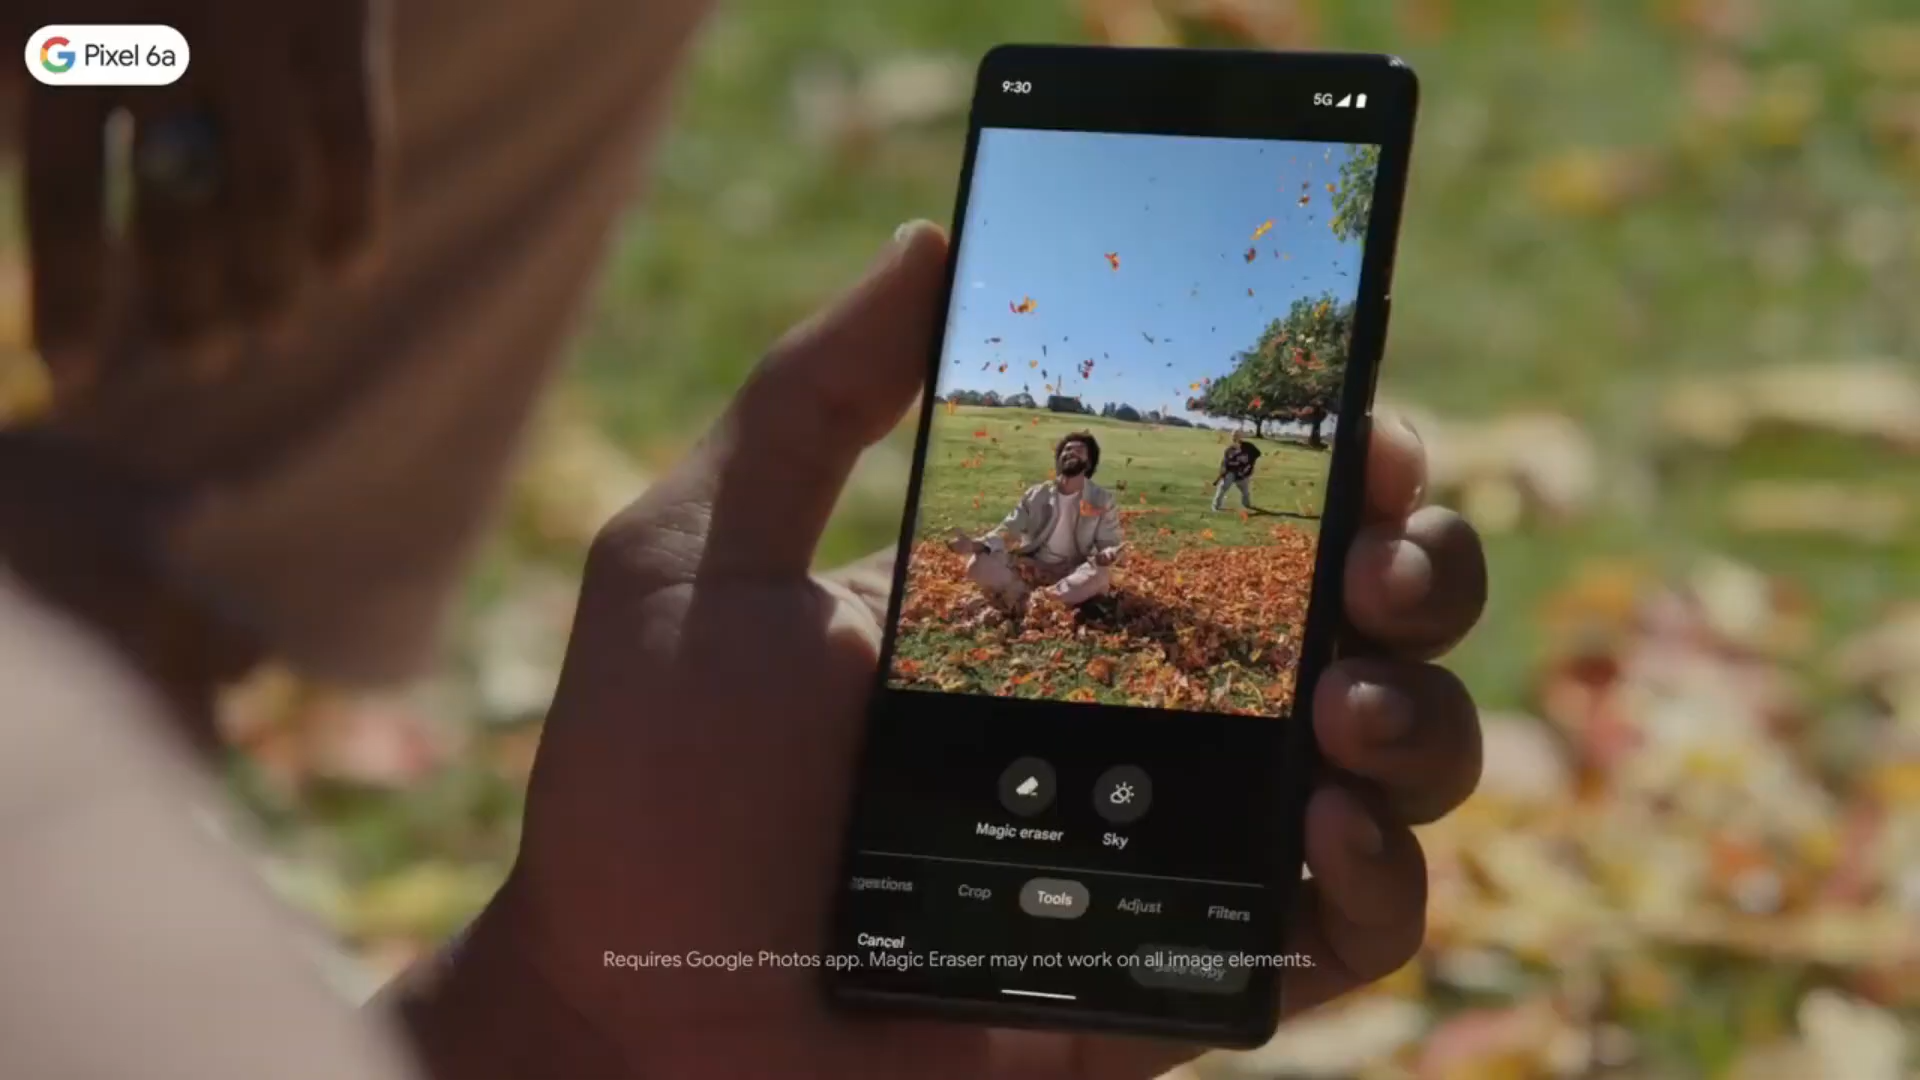 Pixel 6a
9:30
5G
Magic eraser
Sky
Crop
Tools
Adjust
Filters
Cancel
Requires Google Photos app. Magic Eraser may not work on all image elements.